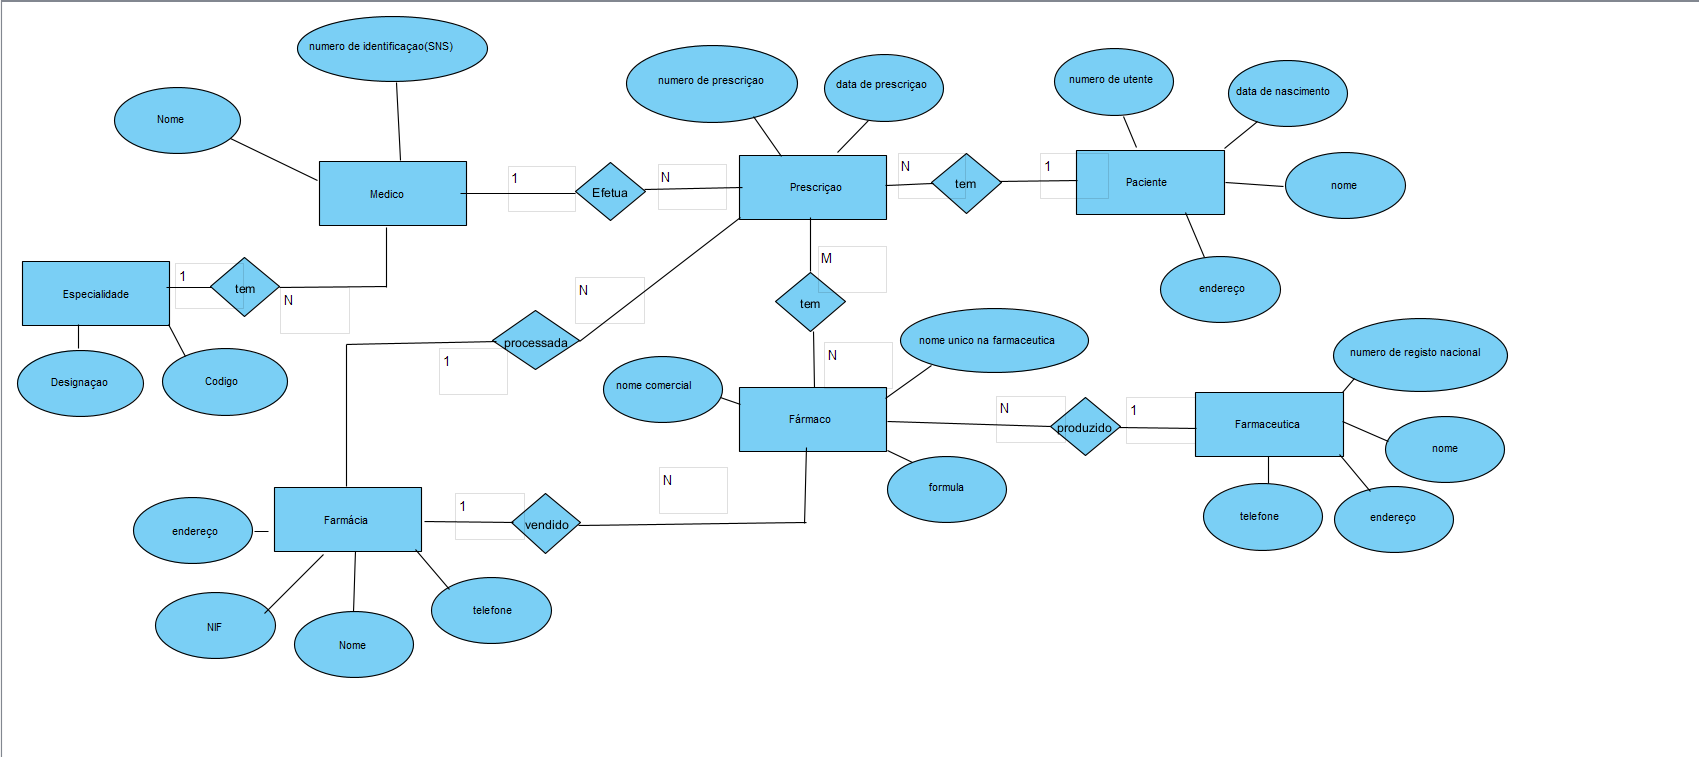 numero de identificaçao(SNS)
Nome
Medico
1
Efetua
N
numero de prescriçao
data de prescriçao
Prescriçao
N
tem
1
numero de utente
data de nascimento
Paciente
nome
endereço
Especialidade
1
tem
N
Designaçao
Codigo
N
processada
1
M
tem
N
nome comercial
nome unico na farmaceutica
Fármaco
formula
N
produzido
1
numero de registo nacional
Farmaceutica
nome
telefone
endereço
Farmácia
1
vendido
N
endereço
NIF
Nome
telefone